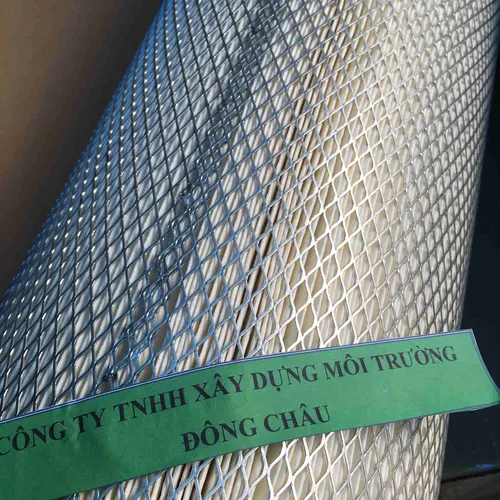 CÔNG TY TNHH XÂY DỰNG MÔI TRƯỜNG
ĐÔNG CHÂU